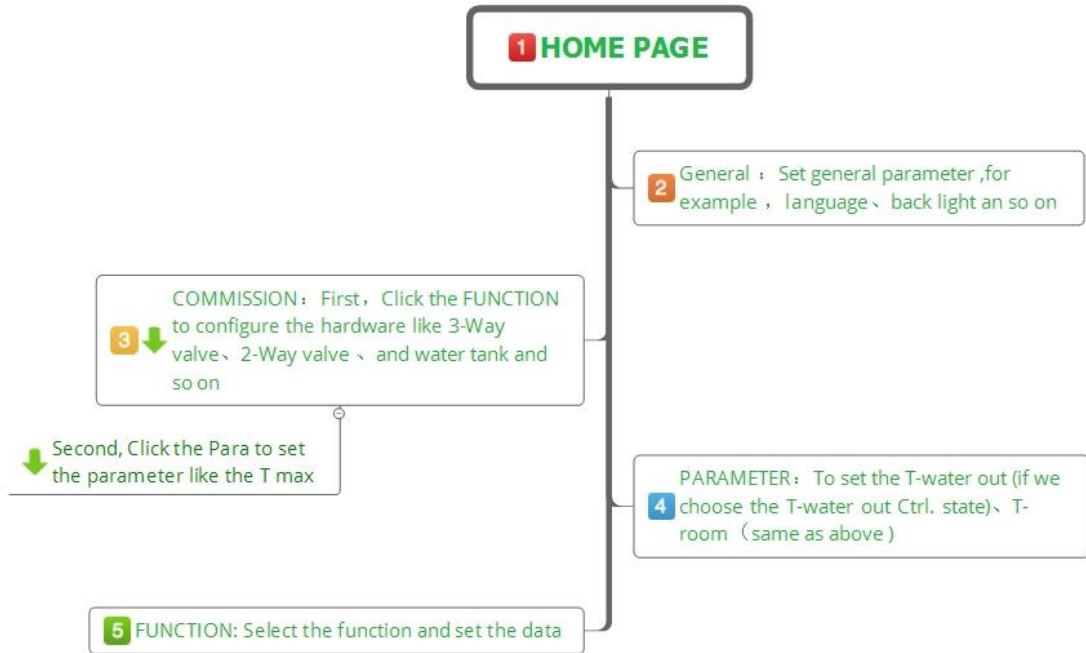 1 HOME PAGE
2 General ：Set general parameter ,for
example ，language、back light an so on
3 COMMISSION：First，Click the FUNCTION
to configure the hardware like 3-Way
valve、2-Way valve 、and water tank and
so on
Second, Click the Para to set
the parameter like the T max
4 PARAMETER：To set the T-water out (if we
choose the T-water out Ctrl. state)、T-
room（same as above )
5 FUNCTION: Select the function and set the data